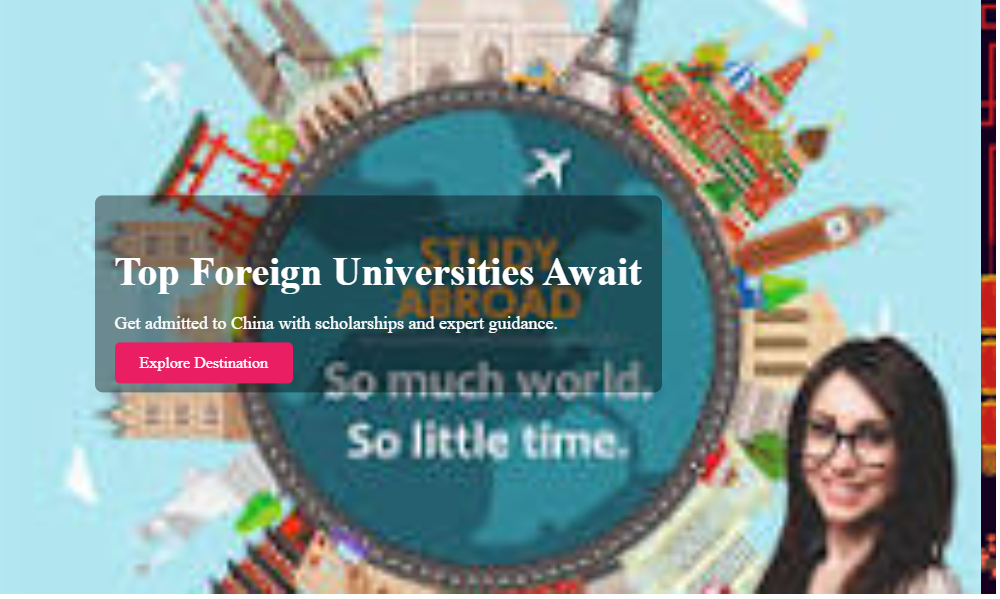 STUDY
Top Foreign Universities Await
ABROAD
Get admitted to China with scholarships and expert guidance.
Explore Destination
So much world.
So little time.